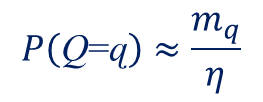 P(Q=q) ≈ m_q / η